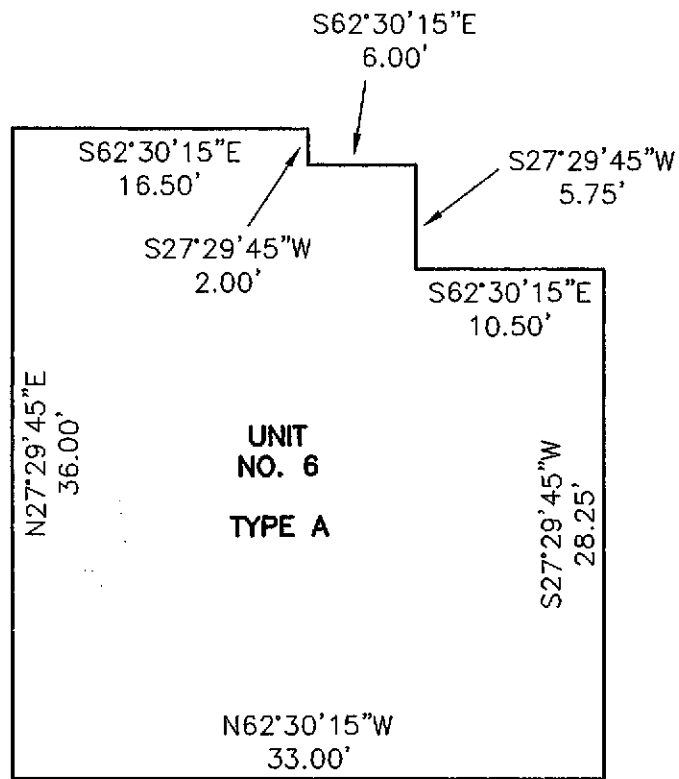 S62°30'15"E
6.00'
S62°30'15"E
16.50'
S27°29'45"W
5.75'
S27°29'45"W
2.00'
S62°30'15"E
10.50'
N27°29'45"E
36.00'
UNIT
NO. 6
TYPE A
S27°29'45"W
28.25'
N62°30'15"W
33.00'